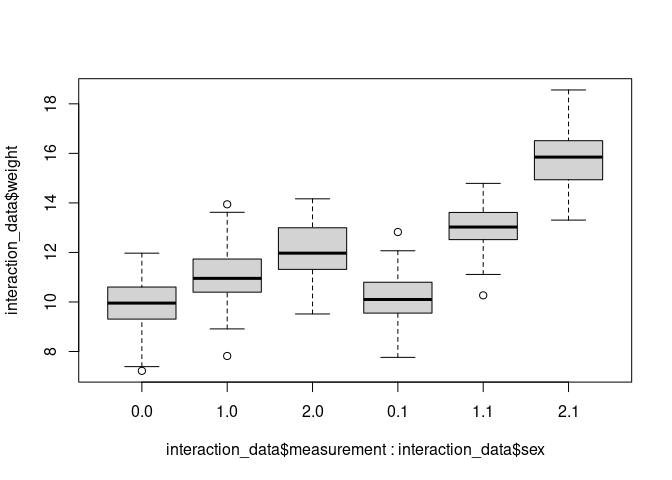 interaction_data$weight
18
16
14
12
10
8
0.0 1.0 2.0 0.1 1.1 2.1
interaction_data$measurement : interaction_data$sex